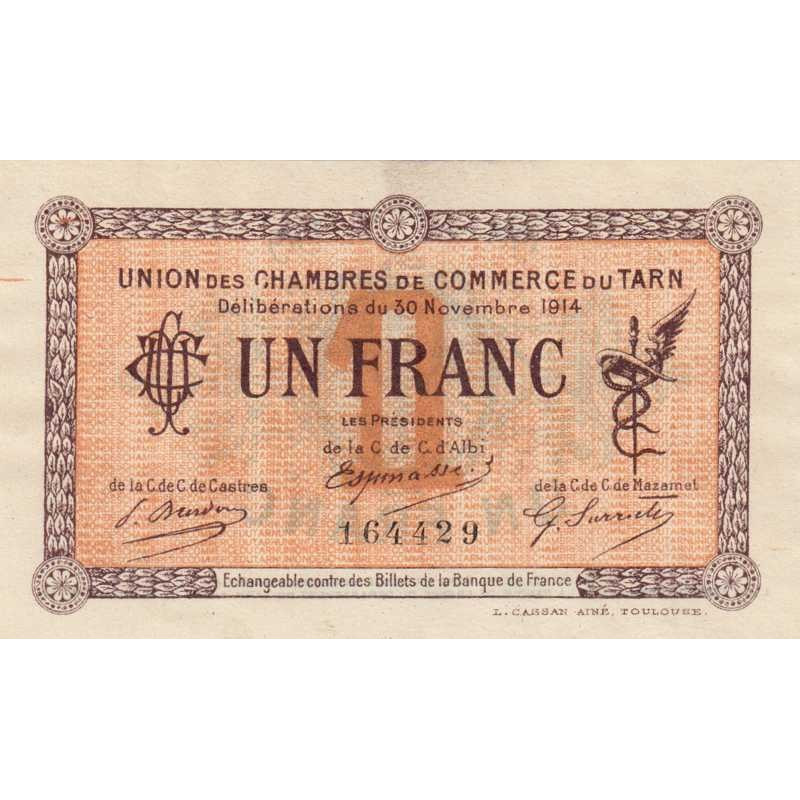 UNION DES CHAMBRES DE COMMERCE DU TARN
Délibérations du 30 Novembre 1914
1
UN FRANC
LES PRÉSIDENTS
de la C. de C. d'Albi
Espinasse
de la C. de C. de Castres
de la C. de C. de Mazamet
164429
Echangeable contre des Billets de la Banque de France
L. CASSAN AINÉ, TOULOUSE.